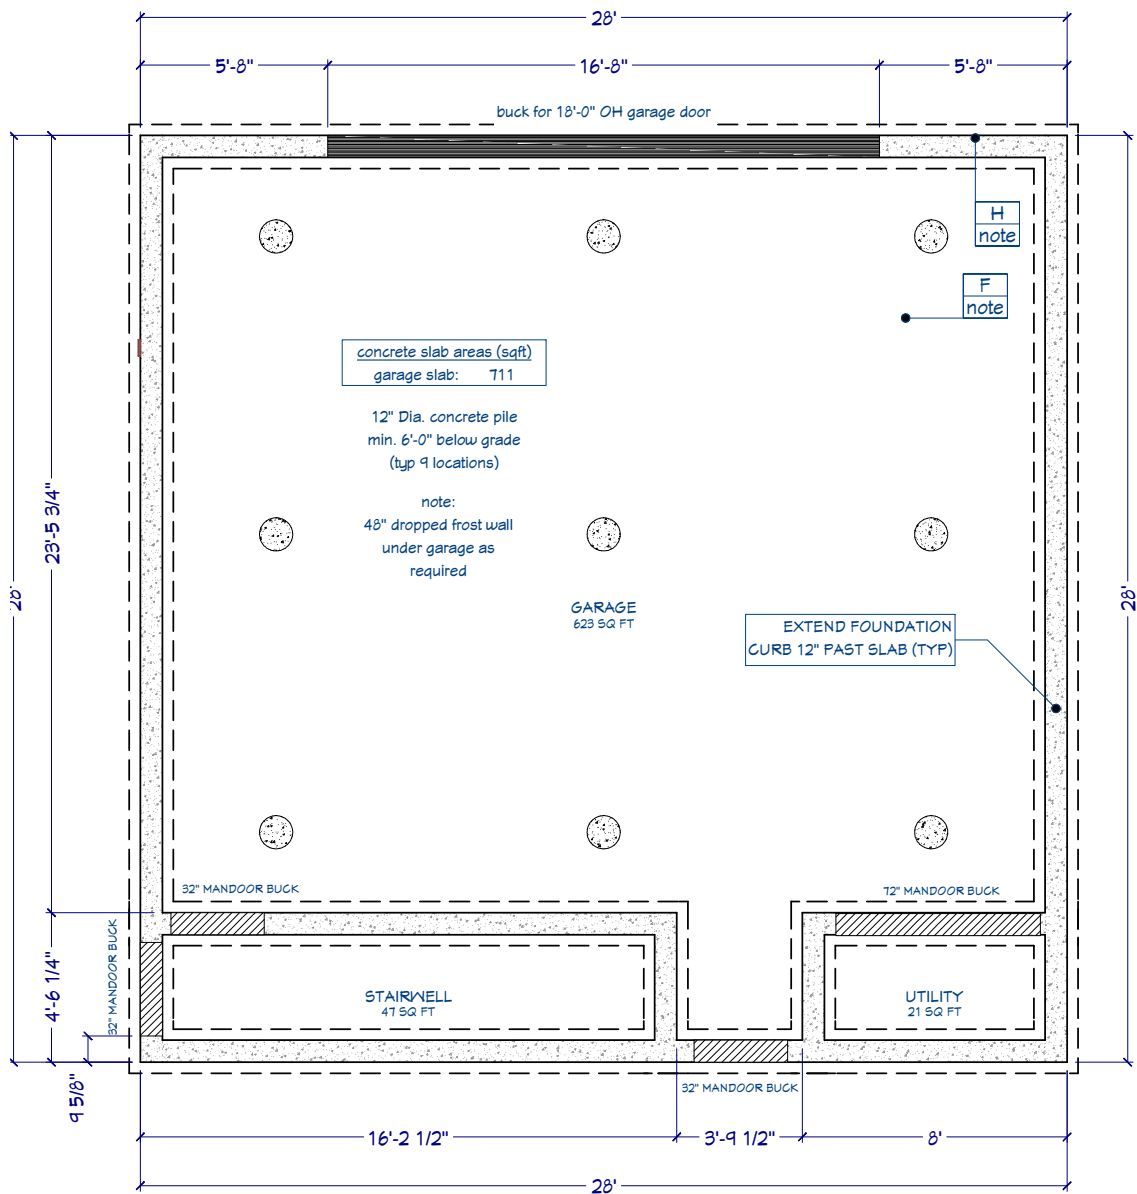 28'
5'-8"
16'-8"
5'-8"
buck for 18'-0" OH garage door
H
note
F
note
concrete slab areas (sqft)
garage slab: 711
12" Dia. concrete pile
min. 6'-0" below grade
(typ 9 locations)
note:
48" dropped frost wall
under garage as
required
23'-5 3/4"
28'
28'
GARAGE
623 SQ FT
EXTEND FOUNDATION
CURB 12" PAST SLAB (TYP)
32" MANDOOR BUCK
72" MANDOOR BUCK
32" MANDOOR BUCK
4'-6 1/4"
STAIRWELL
47 SQ FT
UTILITY
21 SQ FT
9 5/8"
32" MANDOOR BUCK
16'-2 1/2"
3'-9 1/2"
8'
28'